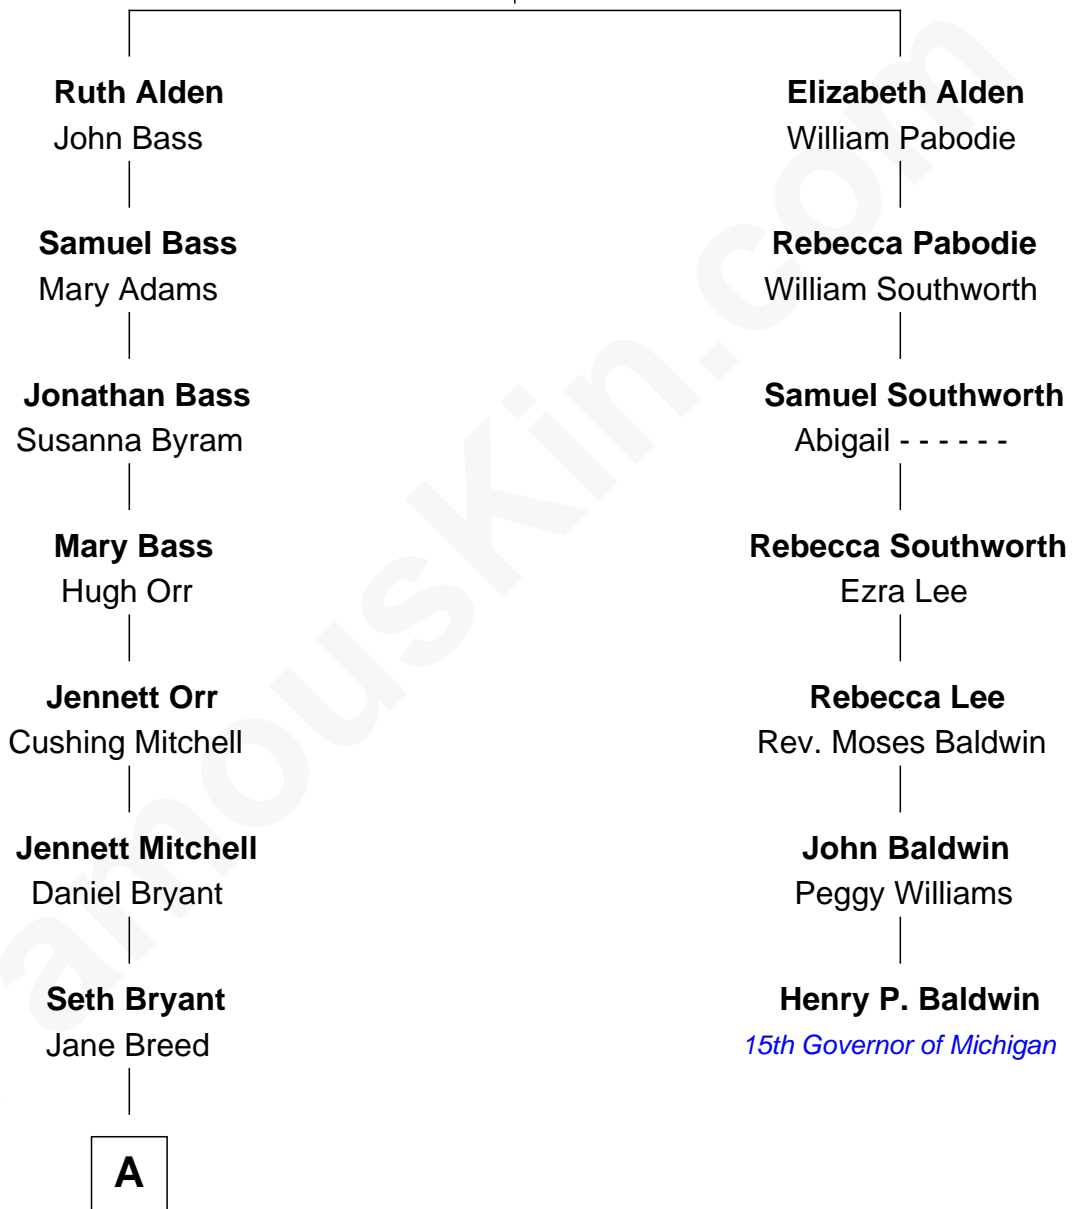 Ruth Alden
John Bass
Samuel Bass
Mary Adams
Jonathan Bass
Susanna Byram
Mary Bass
Hugh Orr
Jennett Orr
Cushing Mitchell
Jennett Mitchell
Daniel Bryant
Seth Bryant
Jane Breed
A
Elizabeth Alden
William Pabodie
Rebecca Pabodie
William Southworth
Samuel Southworth
Abigail - - - - - -
Rebecca Southworth
Ezra Lee
Rebecca Lee
Rev. Moses Baldwin
John Baldwin
Peggy Williams
Henry P. Baldwin
15th Governor of Michigan
amousKin.com